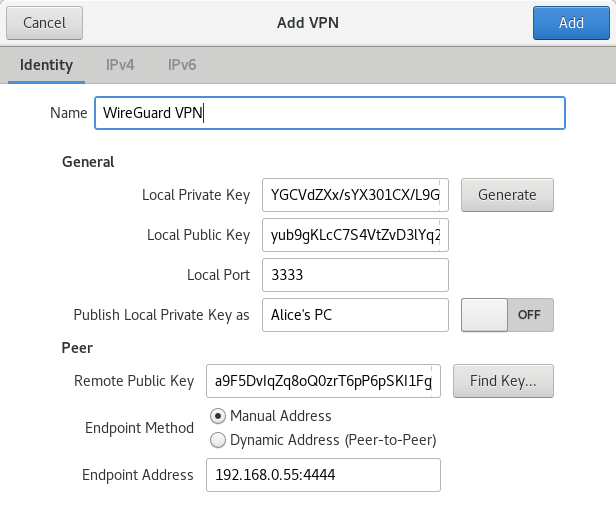 Cancel Add VPN Add
Identity IPv4 IPv6
Name WireGuard VPN
General
Local Private Key YGCVdZXx/sYX301CX/L9G Generate
Local Public Key yub9gKLcC7S4VtZvD3lYq2
Local Port 3333
Publish Local Private Key as Alice's PC OFF
Peer
Remote Public Key a9F5DvIqZq8oQ0zrT6pP6pSKI1Fg Find Key...
Endpoint Method Manual Address
Dynamic Address (Peer-to-Peer)
Endpoint Address 192.168.0.55:4444